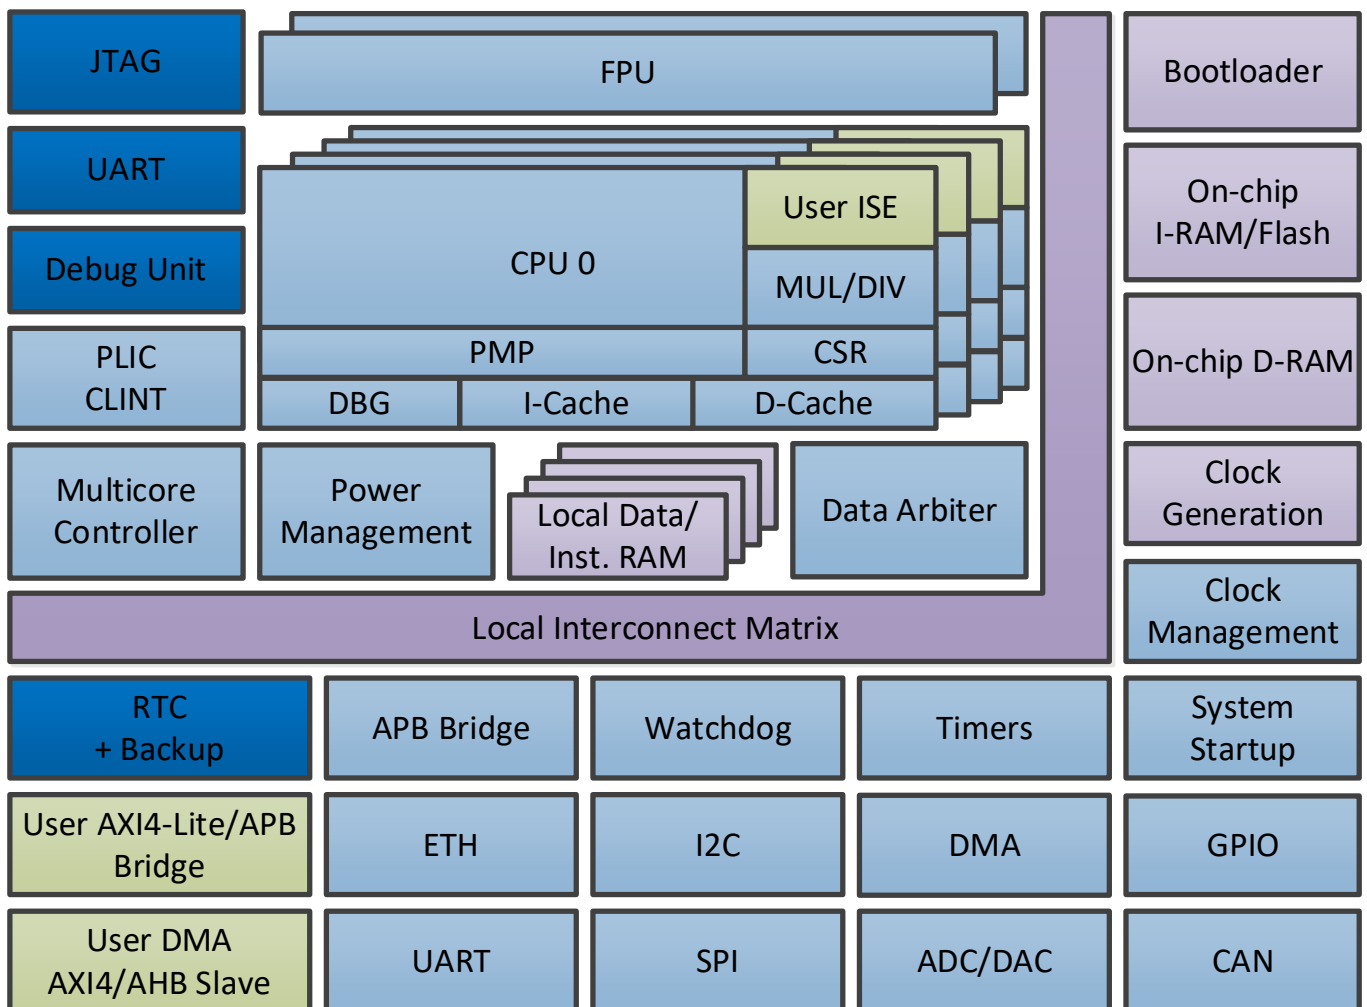 JTAG
FPU
Bootloader
UART
User ISE
On-chip
I-RAM/Flash
Debug Unit
CPU 0
MUL/DIV
PLIC
CLINT
PMP
CSR
On-chip D-RAM
DBG
I-Cache
D-Cache
Multicore
Controller
Power
Management
Local Data/
Inst. RAM
Data Arbiter
Clock
Generation
Local Interconnect Matrix
Clock
Management
RTC
+ Backup
APB Bridge
Watchdog
Timers
System
Startup
User AXI4-Lite/APB
Bridge
ETH
I2C
DMA
GPIO
User DMA
AXI4/AHB Slave
UART
SPI
ADC/DAC
CAN